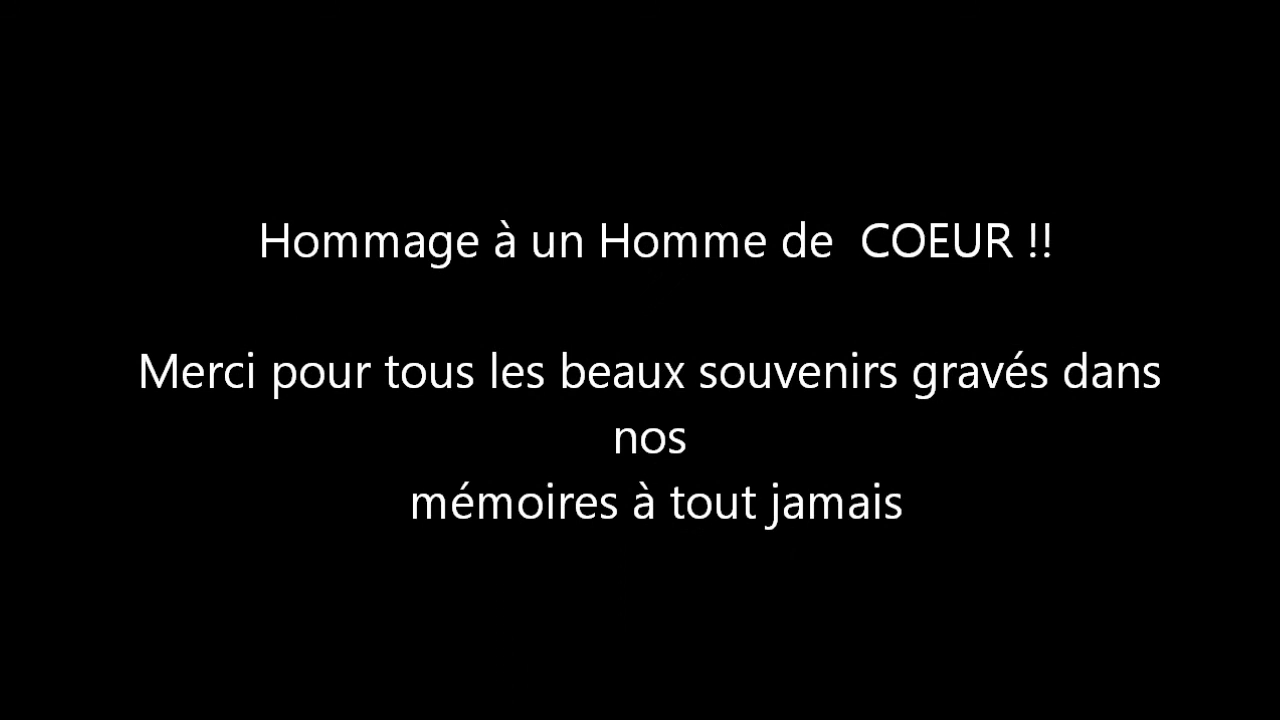 Hommage à un Homme de  COEUR !!
Merci pour tous les beaux souvenirs gravés dans
nos
mémoires à tout jamais